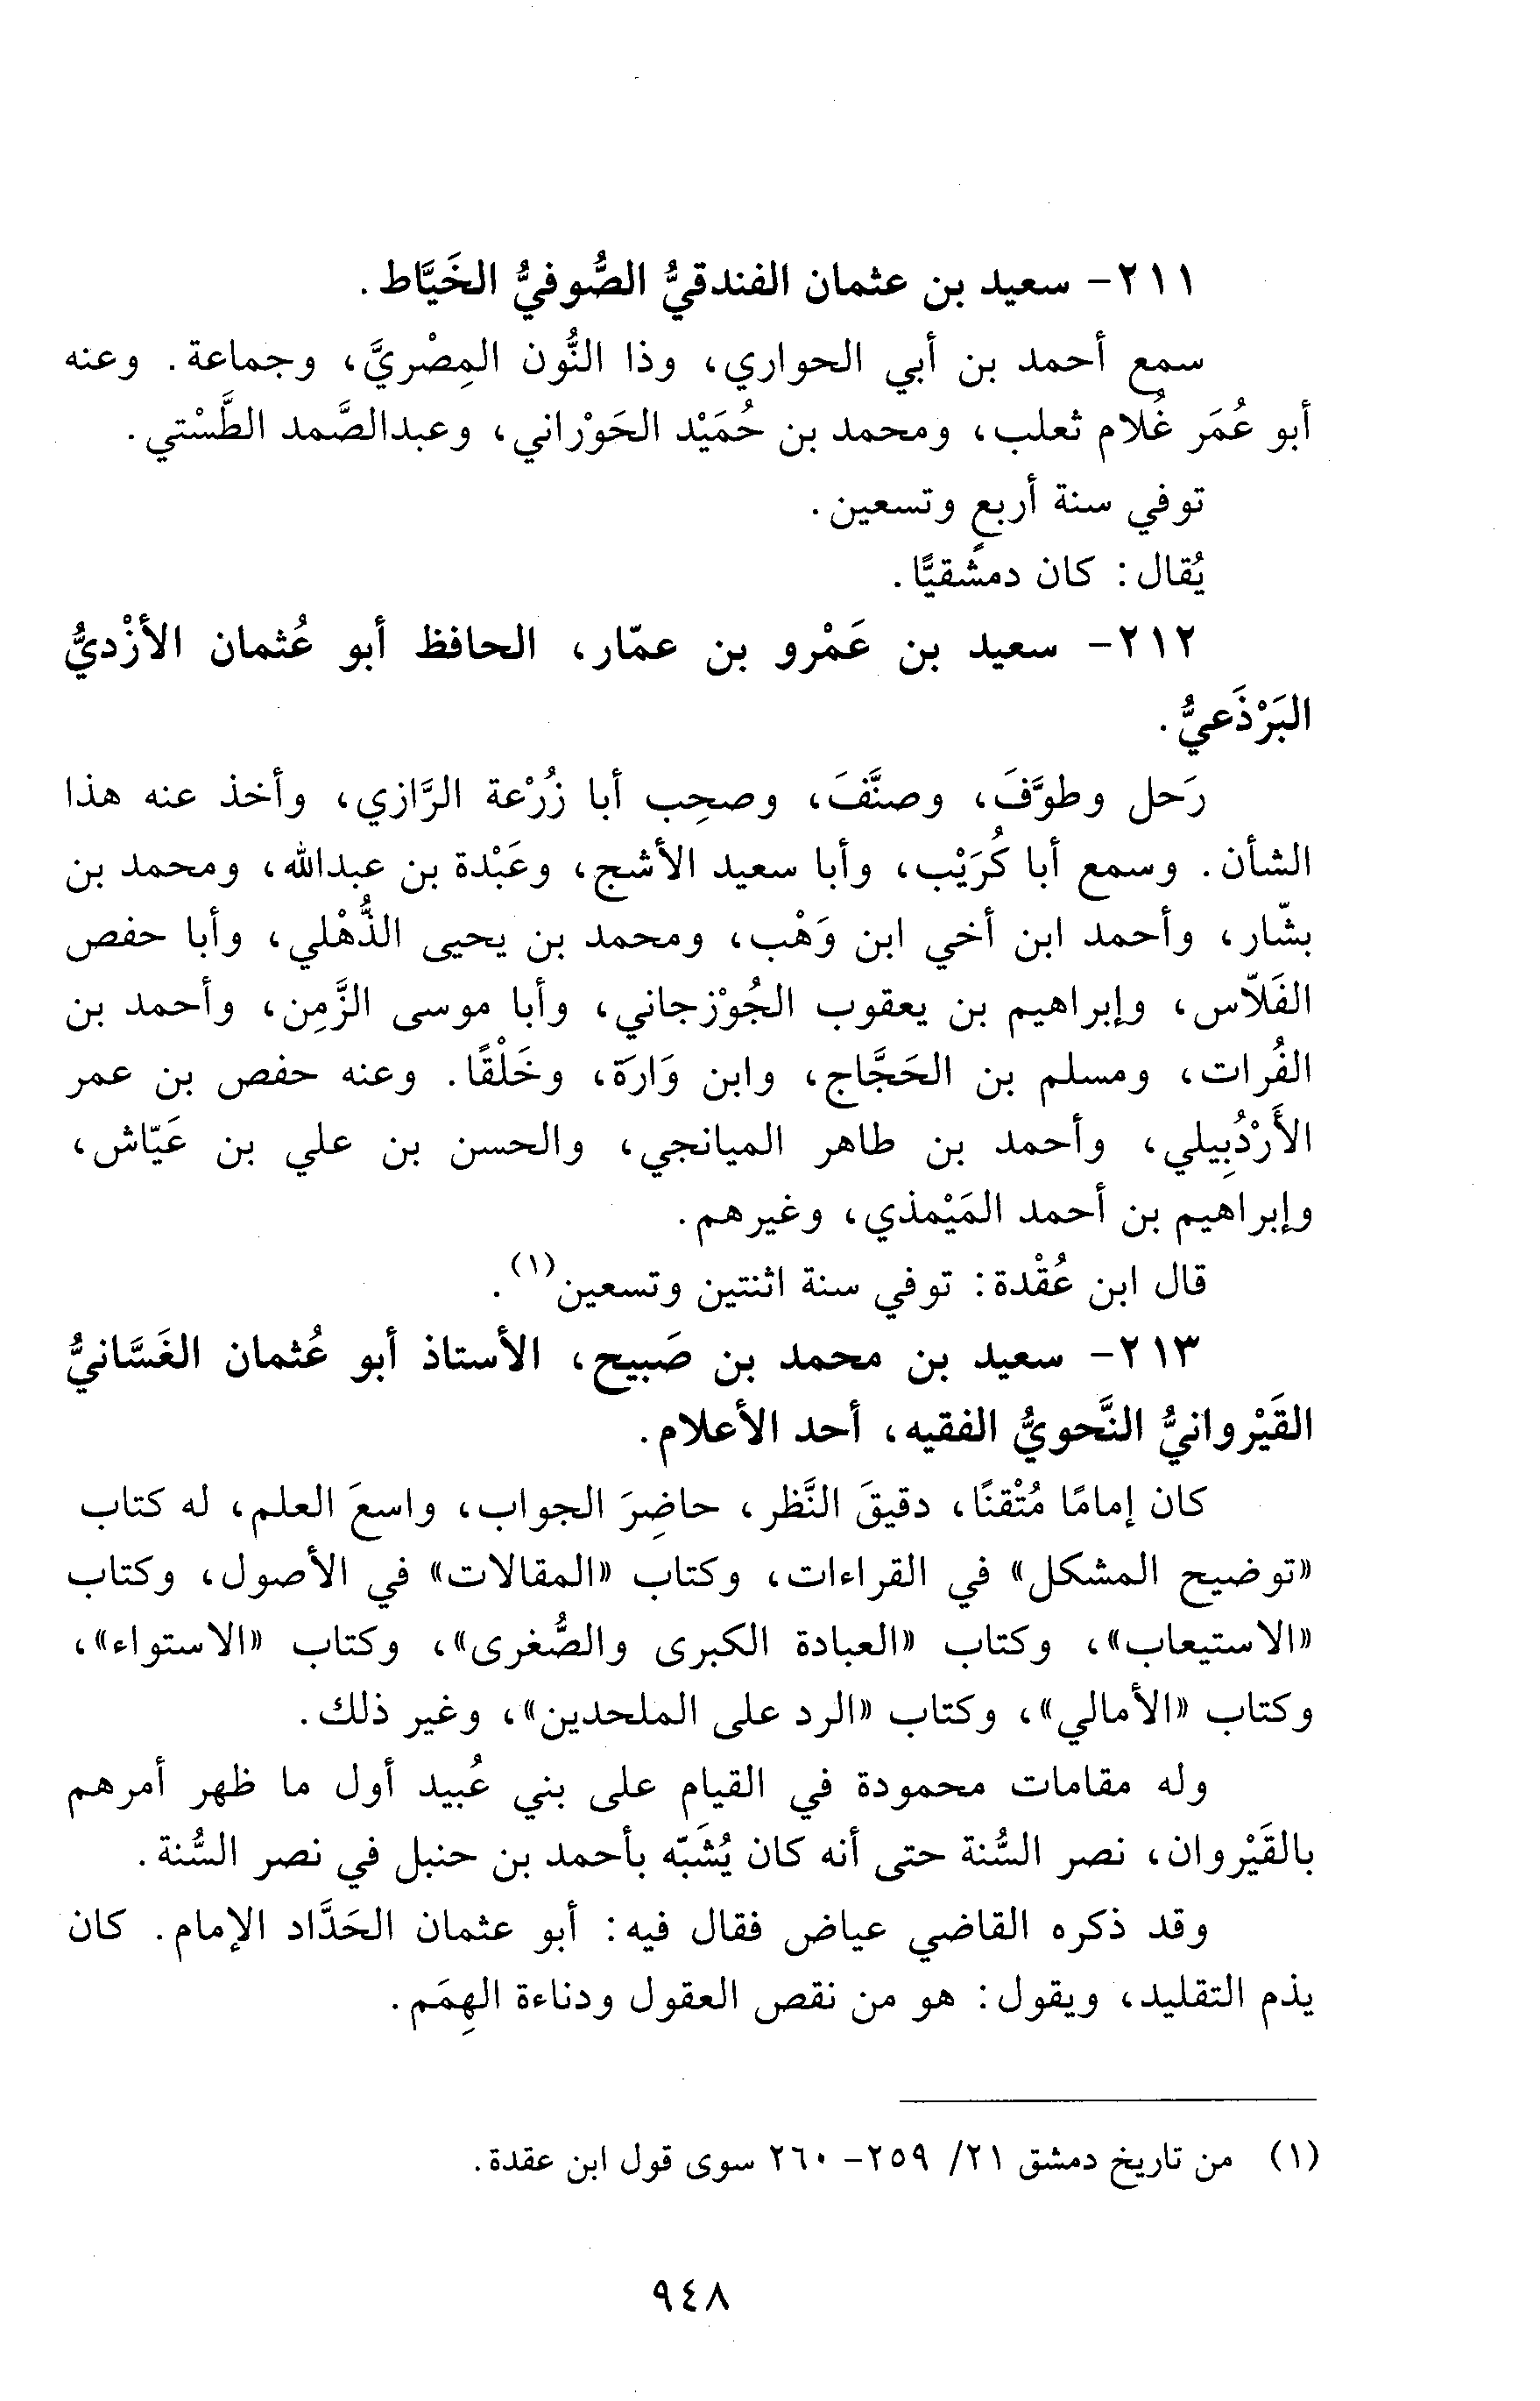 ٢١١- سعيد بن عثمان الفندقيُّ الصُّوفيُّ الخَيَّاط.
سمع أحمد بن أبي الحواري، وذا النُّون المِصْريَّ، وجماعة. وعنه
أبو عُمَر غُلام ثعلب، ومحمد بن حُمَيْد الحَوْراني، وعبدالصَّمد الطَّسْتي.
توفي سنة أربعٍ وتسعين.
يُقال: كان دمشقيًّا.
٢١٢- سعيد بن عَمْرو بن عمّار، الحافظ أبو عُثمان الأزْديُّ
البَرْذَعيُّ.
رَحل وطوَّفَ، وصنَّفَ، وصحِب أبا زُرْعة الرَّازي، وأخذ عنه هذا
الشأن. وسمع أبا كُرَيْب، وأبا سعيد الأشج، وعَبْدة بن عبدالله، ومحمد بن
بشّار، وأحمد ابن أخي ابن وَهْب، ومحمد بن يحيى الذُّهْلي، وأبا حفص
الفَلاّس، وإبراهيم بن يعقوب الجُوْزجاني، وأبا موسى الزَّمِن، وأحمد بن
الفُرات، ومسلم بن الحَجَّاج، وابن وَارَة، وخَلْقًا. وعنه حفص بن عمر
الأَرْدُبِيلي، وأحمد بن طاهر الميانجي، والحسن بن علي بن عَيّاش،
وإبراهيم بن أحمد المَيْمذي، وغيرهم.
قال ابن عُقْدة: توفي سنة اثنتين وتسعين(١).
٢١٣- سعيد بن محمد بن صَبيح، الأستاذ أبو عُثمان الغَسَّانيُّ
القَيْروانيُّ النَّحويُّ الفقيه، أحد الأعلام.
كان إمامًا مُتْقنًا، دقيقَ النَّظر، حاضِرَ الجواب، واسعَ العلم، له كتاب
«توضيح المشكل» في القراءات، وكتاب «المقالات» في الأصول، وكتاب
«الاستيعاب»، وكتاب «العبادة الكبرى والصُّغرى»، وكتاب «الاستواء»،
وكتاب «الأمالي»، وكتاب «الرد على الملحدين»، وغير ذلك.
وله مقامات محمودة في القيام على بني عُبيد أول ما ظهر أمرهم
بالقَيْروان، نصر السُّنة حتى أنه كان يُشَبّه بأحمد بن حنبل في نصر السُّنة.
وقد ذكره القاضي عياض فقال فيه: أبو عثمان الحَدَّاد الإمام. كان
يذم التقليد، ويقول: هو من نقص العقول ودناءة الهِمَم.
(١) من تاريخ دمشق ٢١/ ٢٥٩- ٢٦٠ سوى قول ابن عقدة.
٩٤٨